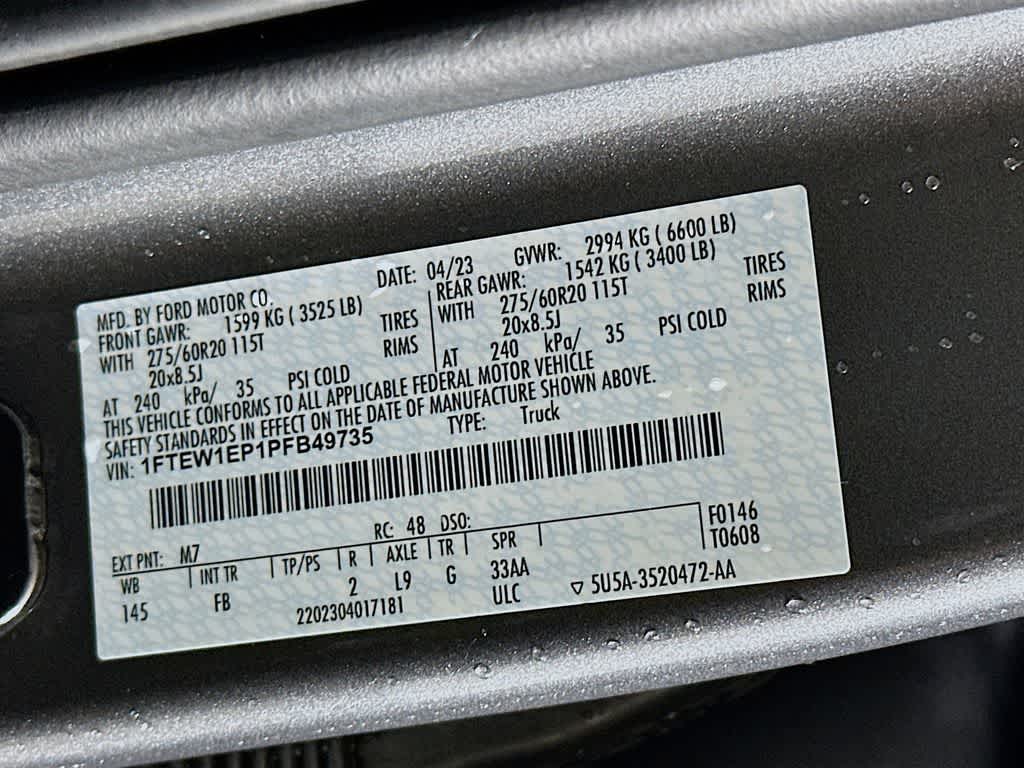 MFD. BY FORD MOTOR CO. DATE: 04/23 GVWR: 2994 KG ( 6600 LB)
FRONT GAWR: 1599 KG ( 3525 LB) REAR GAWR: 1542 KG ( 3400 LB)
WITH 275/60R20 115T TIRES WITH 275/60R20 115T TIRES
20x8.5J RIMS 20x8.5J RIMS
AT 240 kPa/ 35 PSI COLD AT 240 kPa/ 35 PSI COLD
THIS VEHICLE CONFORMS TO ALL APPLICABLE FEDERAL MOTOR VEHICLE
SAFETY STANDARDS IN EFFECT ON THE DATE OF MANUFACTURE SHOWN ABOVE.
VIN: 1FTEW1EP1PFB49735 TYPE: Truck
EXT PNT: M7 RC: 48 DSO: F0146
WB INT TR TP/PS R AXLE TR SPR T0608
145 FB 2 L9 G 33AA
2202304017181 ULC ▽ 5U5A-3520472-AA